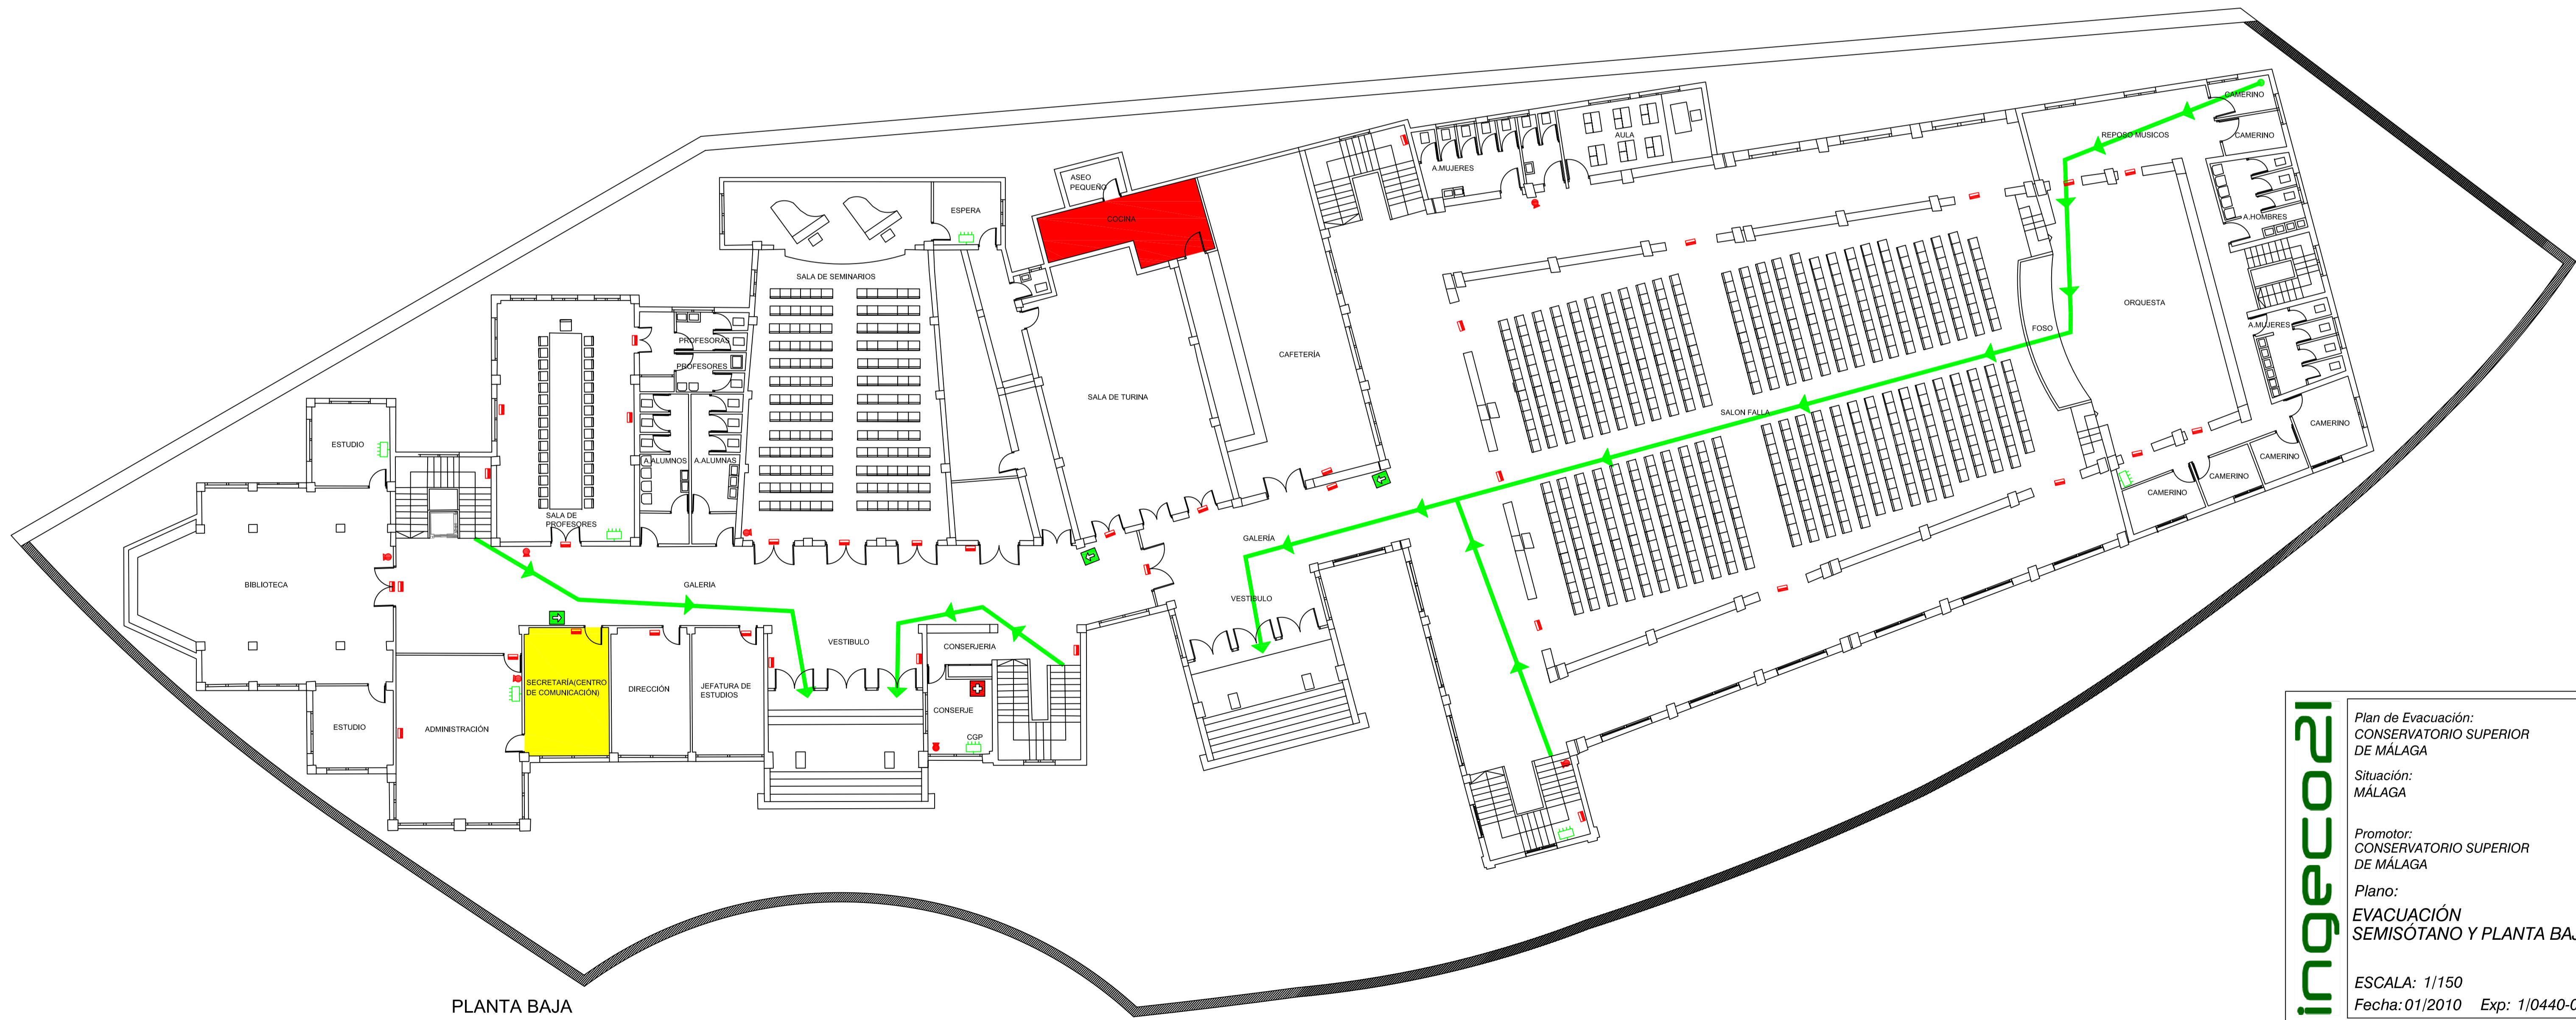 CAMERINO
REPOSO MUSICOS
CAMERINO
AULA
A.MUJERES
ASEO
PEQUEÑO
COCINA
ESPERA
A.HOMBRES
SALA DE SEMINARIOS
ORQUESTA
FOSO
A.MUJERES
PROFESORAS
PROFESORES
CAFETERÍA
SALA DE TURINA
SALON FALLA
CAMERINO
ESTUDIO
A.ALUMNOS
A.ALUMNAS
CAMERINO
CAMERINO
CAMERINO
SALA DE
PROFESORES
GALERÍA
BIBLIOTECA
GALERIA
VESTIBULO
VESTIBULO
CONSERJERIA
SECRETARÍA(CENTRO
DE COMUNICACIÓN)
DIRECCIÓN
JEFATURA DE
ESTUDIOS
CONSERJE
ESTUDIO
ADMINISTRACIÓN
CGP
PLANTA BAJA
ingeco21
Plan de Evacuación:
CONSERVATORIO SUPERIOR
DE MÁLAGA
Situación:
MÁLAGA
Promotor:
CONSERVATORIO SUPERIOR
DE MÁLAGA
Plano:
EVACUACIÓN
SEMISÓTANO Y PLANTA BAJ
ESCALA: 1/150
Fecha: 01/2010 Exp: 1/0440-0